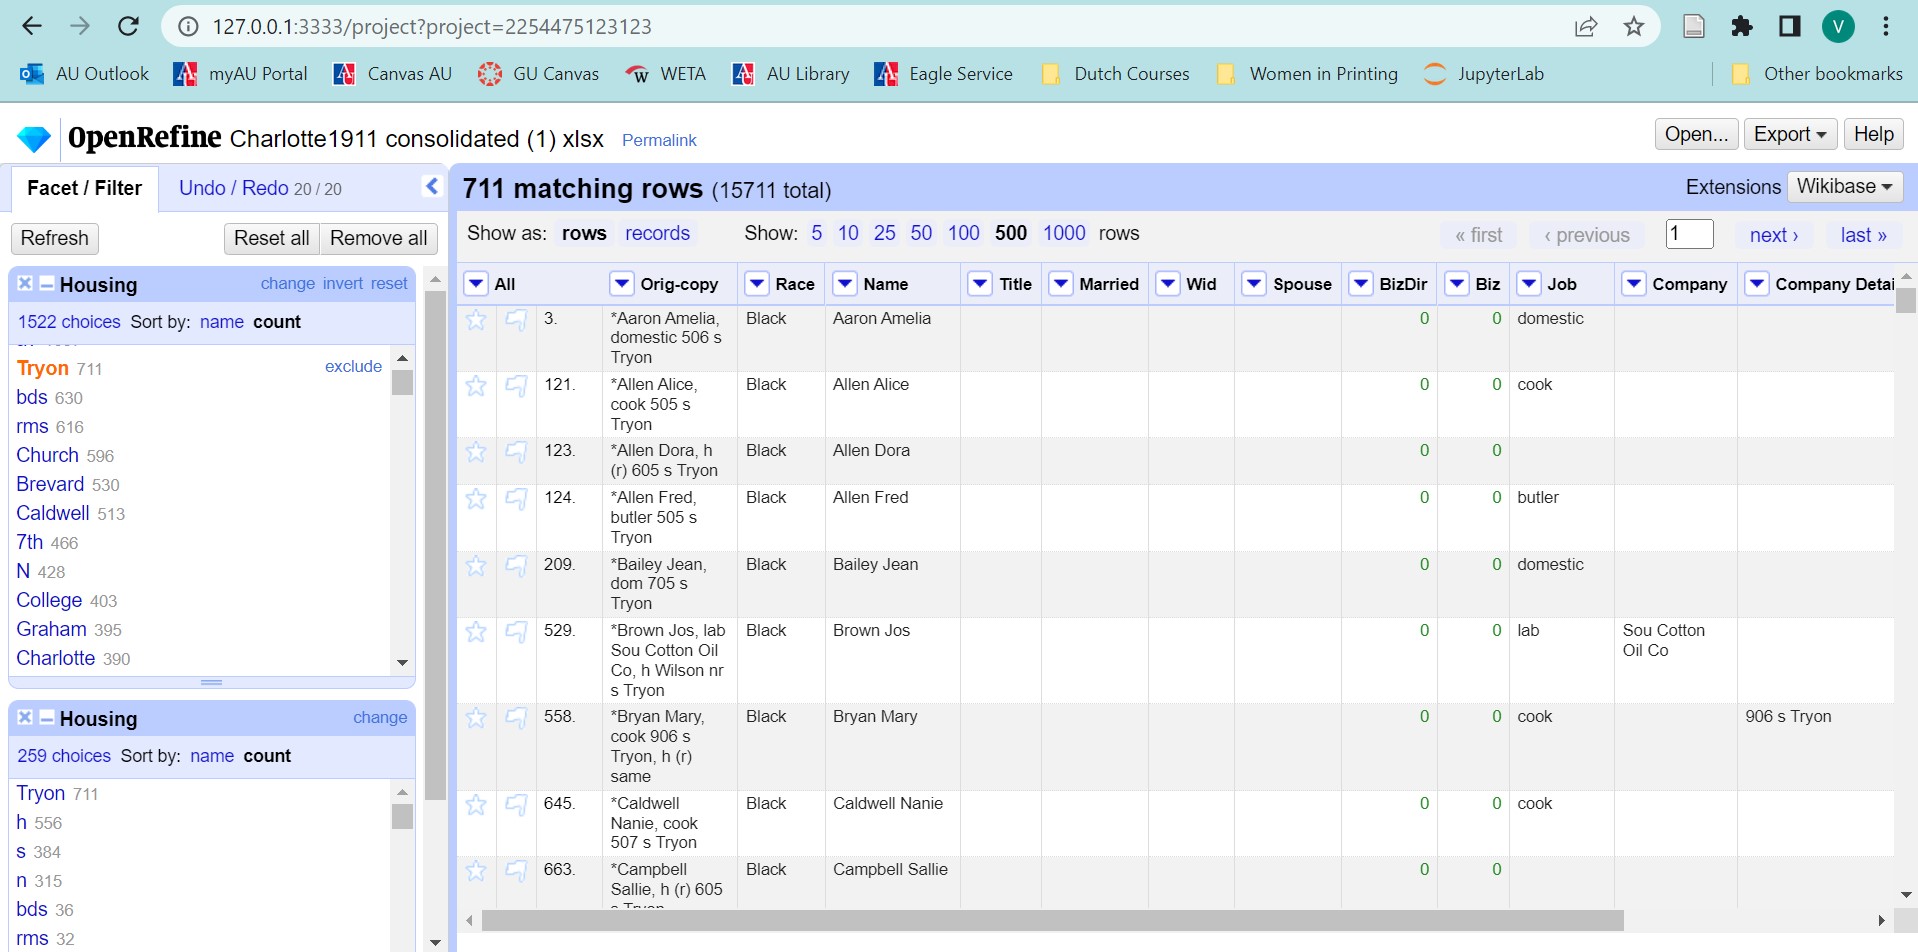 127.0.0.1:3333/project?project=2254475123123
V
AU Outlook myAU Portal Canvas AU GU Canvas WETA AU Library Eagle Service Dutch Courses Women in Printing JupyterLab Other bookmarks
OpenRefine Charlotte1911 consolidated (1) xlsx Permalink Open... Export Help
Facet / Filter Undo / Redo 20 / 20
711 matching rows (15711 total) Extensions Wikibase
Refresh Reset all Remove all
Show as: rows records Show: 5 10 25 50 100 500 1000 rows « first ‹ previous 1 next › last »
Housing change invert reset
1522 choices Sort by: name count
Tryon 711 exclude
bds 630
rms 616
Church 596
Brevard 530
Caldwell 513
7th 466
N 428
College 403
Graham 395
Charlotte 390
Housing change
259 choices Sort by: name count
Tryon 711
h 556
s 384
n 315
bds 36
rms 32
All Orig-copy Race Name Title Married Wid Spouse BizDir Biz Job Company Company Detai
3. *Aaron Amelia, Black Aaron Amelia 0 0 domestic
domestic 506 s
Tryon
121. *Allen Alice, Black Allen Alice 0 0 cook
cook 505 s
Tryon
123. *Allen Dora, h Black Allen Dora 0 0
(r) 605 s Tryon
124. *Allen Fred, Black Allen Fred 0 0 butler
butler 505 s
Tryon
209. *Bailey Jean, Black Bailey Jean 0 0 domestic
dom 705 s
Tryon
529. *Brown Jos, lab Black Brown Jos 0 0 lab Sou Cotton
Sou Cotton Oil Oil Co
Co, h Wilson nr
s Tryon
558. *Bryan Mary, Black Bryan Mary 0 0 cook 906 s Tryon
cook 906 s
Tryon, h (r)
same
645. *Caldwell Black Caldwell Nanie 0 0 cook
Nanie, cook
507 s Tryon
663. *Campbell Black Campbell Sallie 0 0
Sallie, h (r) 605
s Tryon